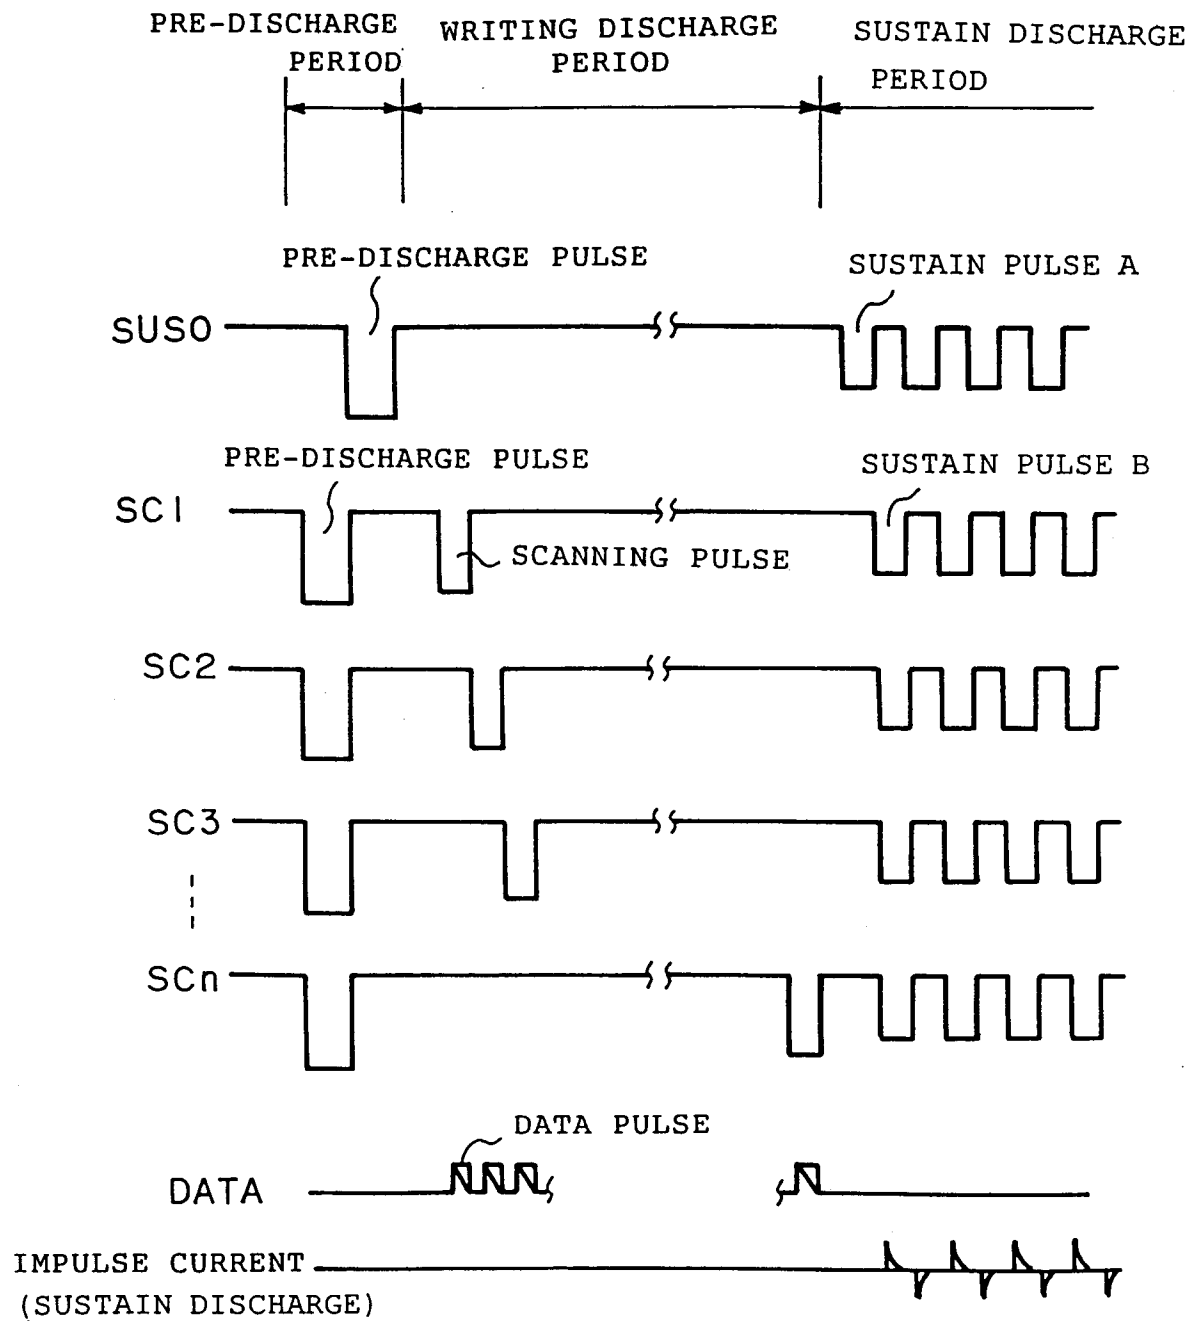 PRE-DISCHARGE
PERIOD
WRITING DISCHARGE
PERIOD
SUSTAIN DISCHARGE
PERIOD
PRE-DISCHARGE PULSE
SUSTAIN PULSE A
SUSO
PRE-DISCHARGE PULSE
SUSTAIN PULSE B
SC1
SCANNING PULSE
SC2
SC3
SCn
DATA PULSE
DATA
IMPULSE CURRENT
(SUSTAIN DISCHARGE)